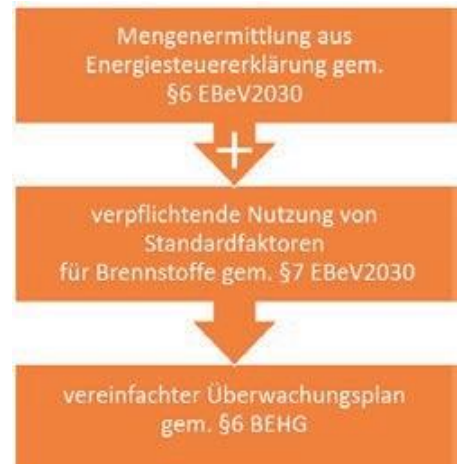 Mengenermittlung aus
Energiesteuererklärung gem.
§6 EBeV2030
+
verpflichtende Nutzung von
Standardfaktoren
für Brennstoffe gem. §7 EBeV2030
vereinfachter Überwachungsplan
gem. §6 BEHG